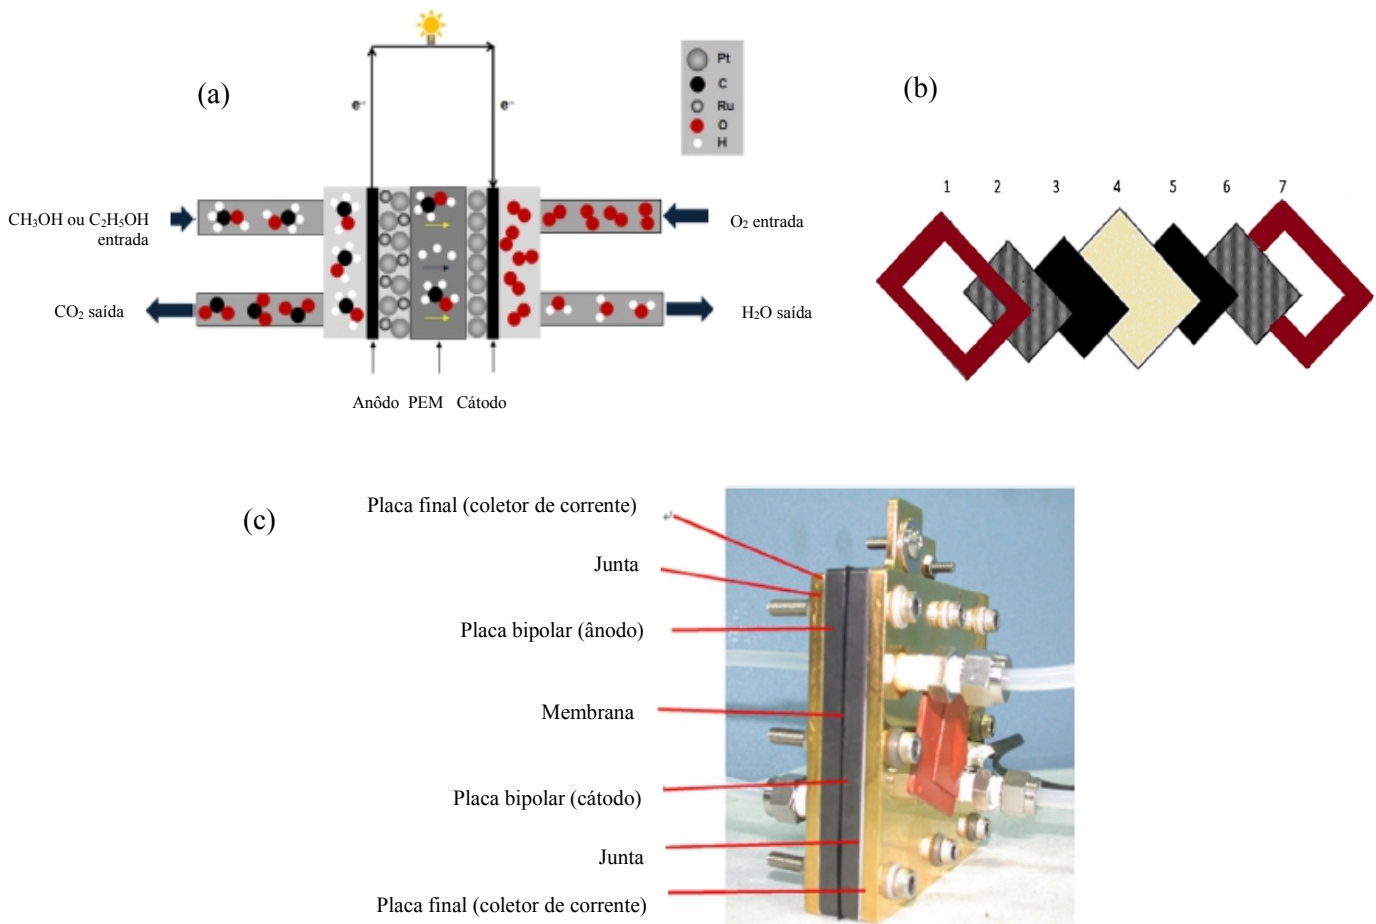 (a)
e⁻
e⁻
Pt
C
Ru
O
H
CH₃OH ou C₂H₅OH
entrada
O₂ entrada
CO₂ saída
H₂O saída
Anôdo PEM Cátodo
(b)
1 2 3 4 5 6 7
(c)
Placa final (coletor de corrente)
Junta
Placa bipolar (ânodo)
Membrana
Placa bipolar (cátodo)
Junta
Placa final (coletor de corrente)